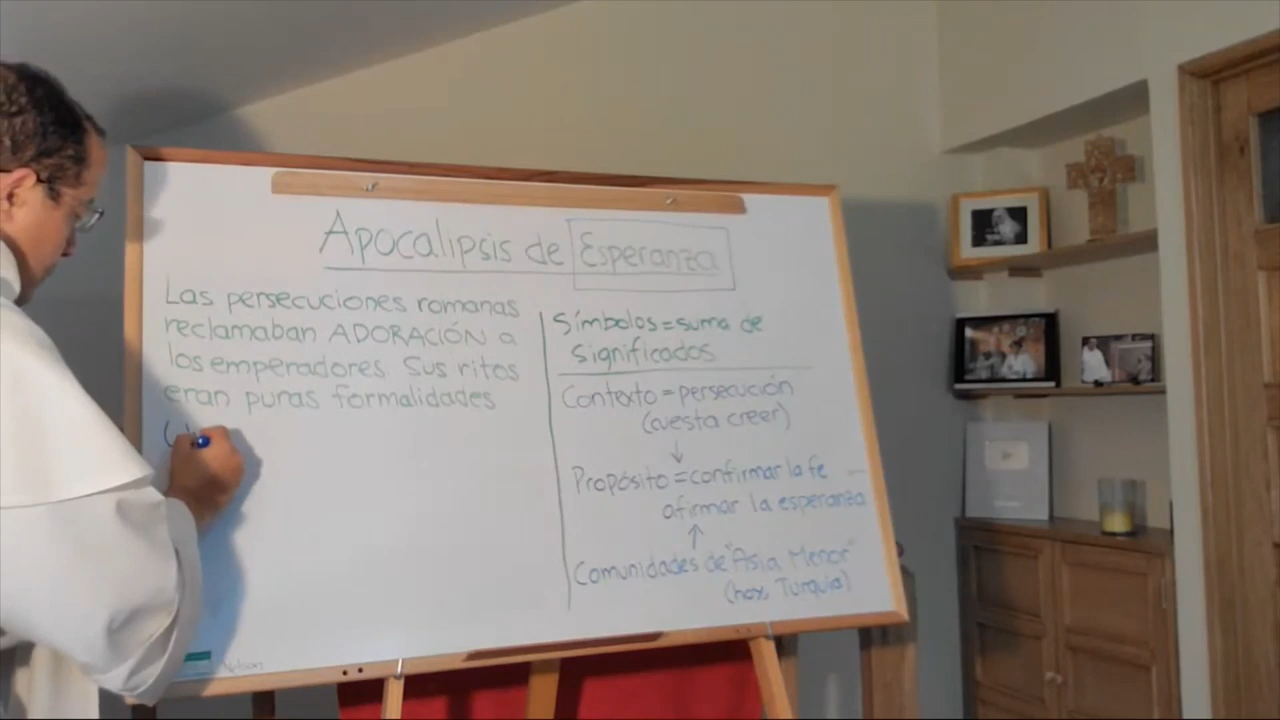 Apocalipsis de Esperanza
Las persecuciones romanas
reclamaban ADORACIÓN a
los emperadores. Sus ritos
eran puras formalidades
Símbolos = suma de
significados
Contexto = persecución
(cuesta creer)
↓
Propósito = confirmar la fe
afirmar la esperanza
↑
Comunidades de "Asia Menor"
(hoy, Turquía)
Nelson